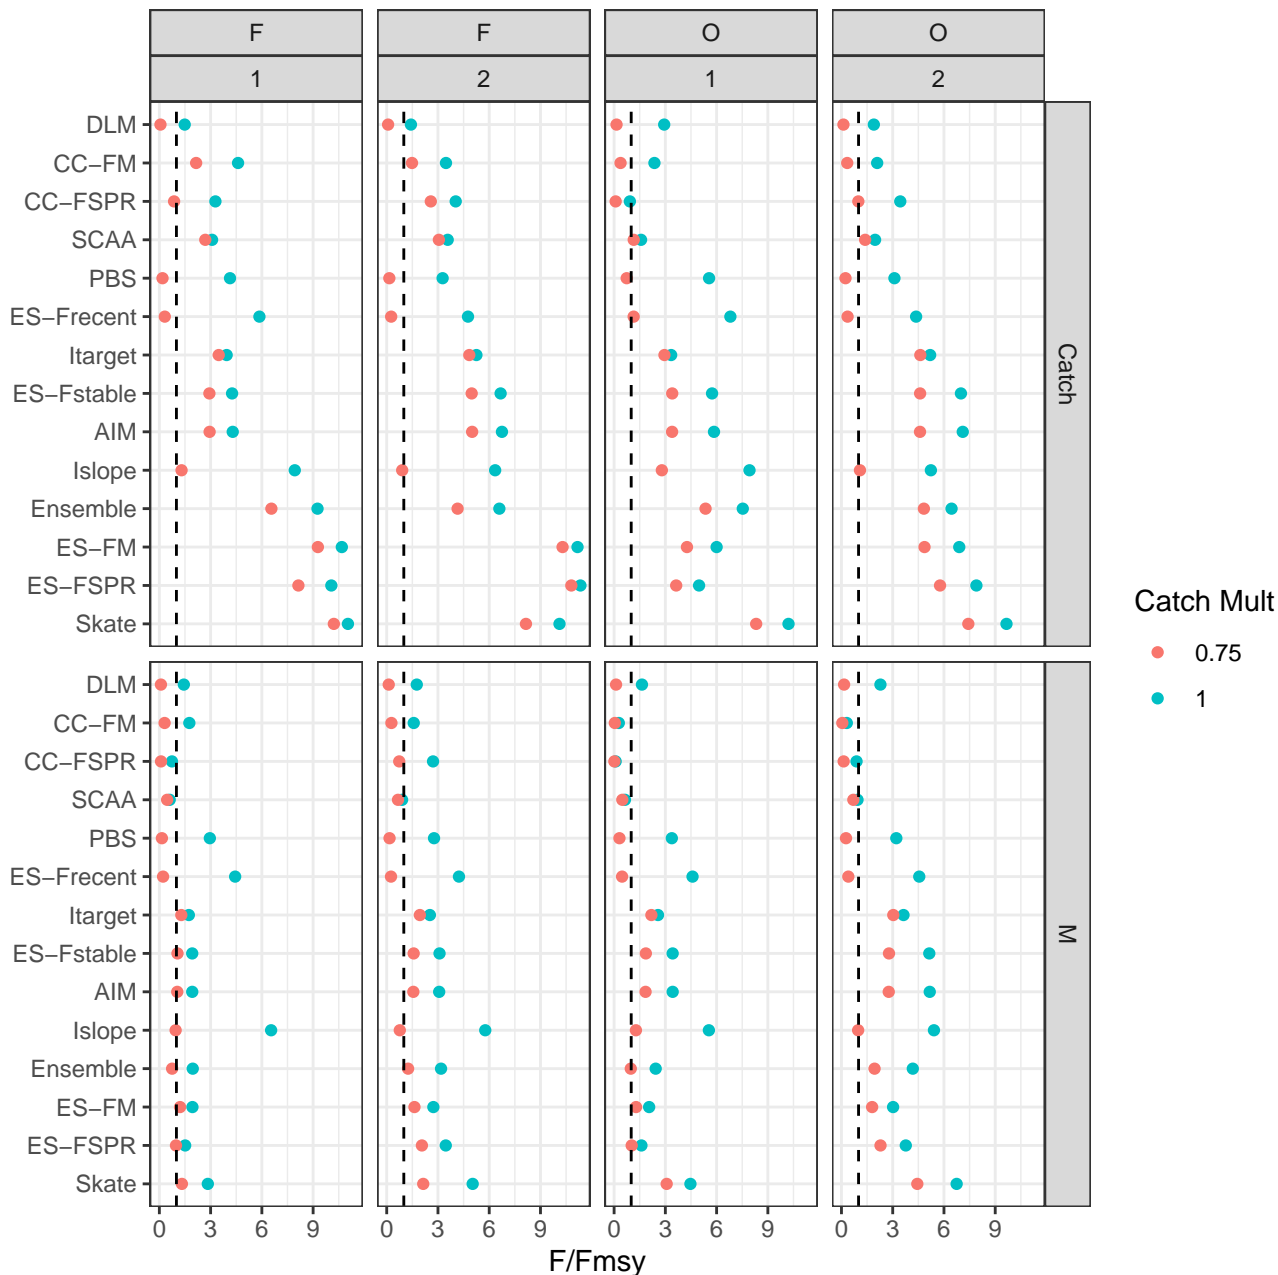 F F O O
1 2 1 2
DLM
CC−FM
CC−FSPR
SCAA
PBS
ES−Frecent
Itarget
ES−Fstable
AIM
Islope
Ensemble
ES−FM
ES−FSPR
Skate
Catch
DLM
CC−FM
CC−FSPR
SCAA
PBS
ES−Frecent
Itarget
ES−Fstable
AIM
Islope
Ensemble
ES−FM
ES−FSPR
Skate
M
0 3 6 9 0 3 6 9 0 3 6 9 0 3 6 9
F/Fmsy
Catch Mult
0.75
1